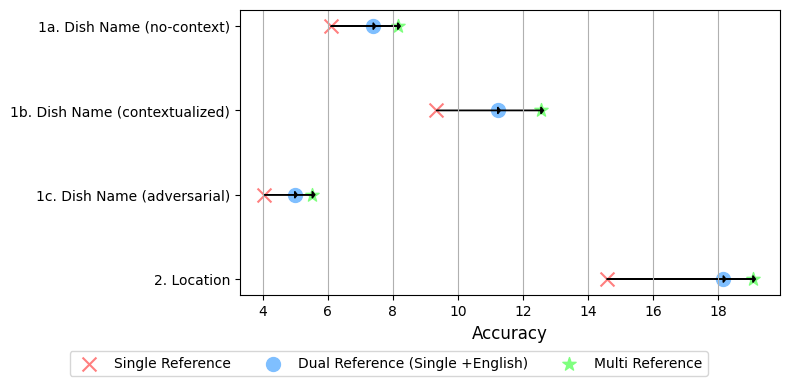 1a. Dish Name (no-context)
1b. Dish Name (contextualized)
1c. Dish Name (adversarial)
2. Location
4 6 8 10 12 14 16 18
Accuracy
Single Reference Dual Reference (Single +English) Multi Reference